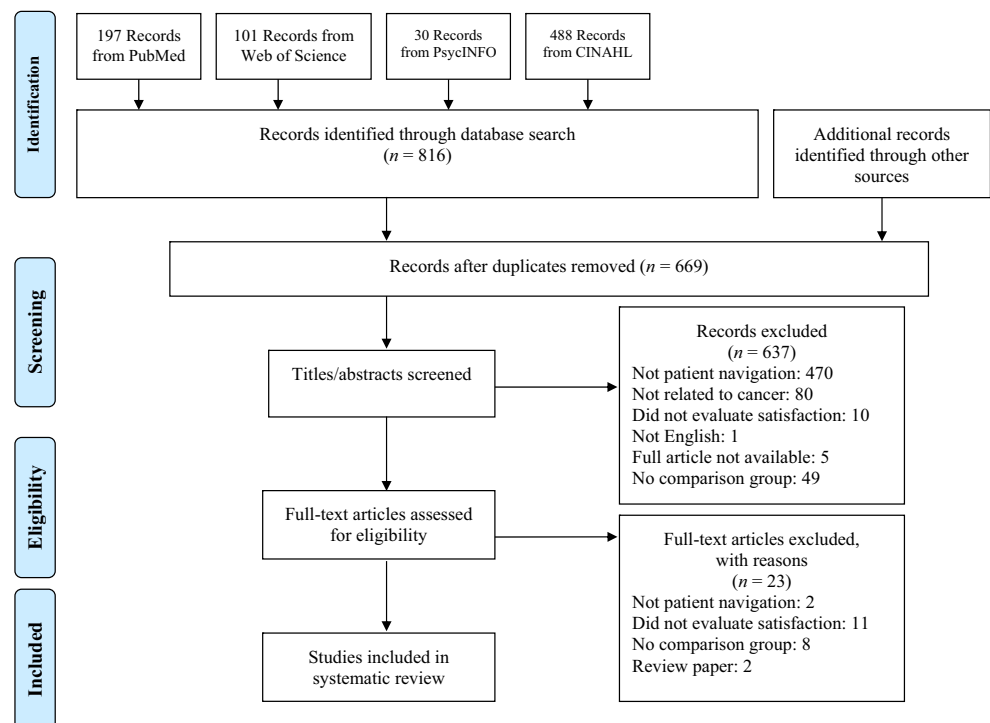 Identification
197 Records
from PubMed
101 Records from
Web of Science
30 Records
from PsycINFO
488 Records
from CINAHL
Records identified through database search
(n = 816)
Additional records
identified through other
sources
Screening
Records after duplicates removed (n = 669)
Titles/abstracts screened
Records excluded
(n = 637)
Not patient navigation: 470
Not related to cancer: 80
Did not evaluate satisfaction: 10
Not English: 1
Full article not available: 5
No comparison group: 49
Eligibility
Full-text articles assessed
for eligibility
Full-text articles excluded,
with reasons
(n = 23)
Not patient navigation: 2
Did not evaluate satisfaction: 11
No comparison group: 8
Review paper: 2
Included
Studies included in
systematic review